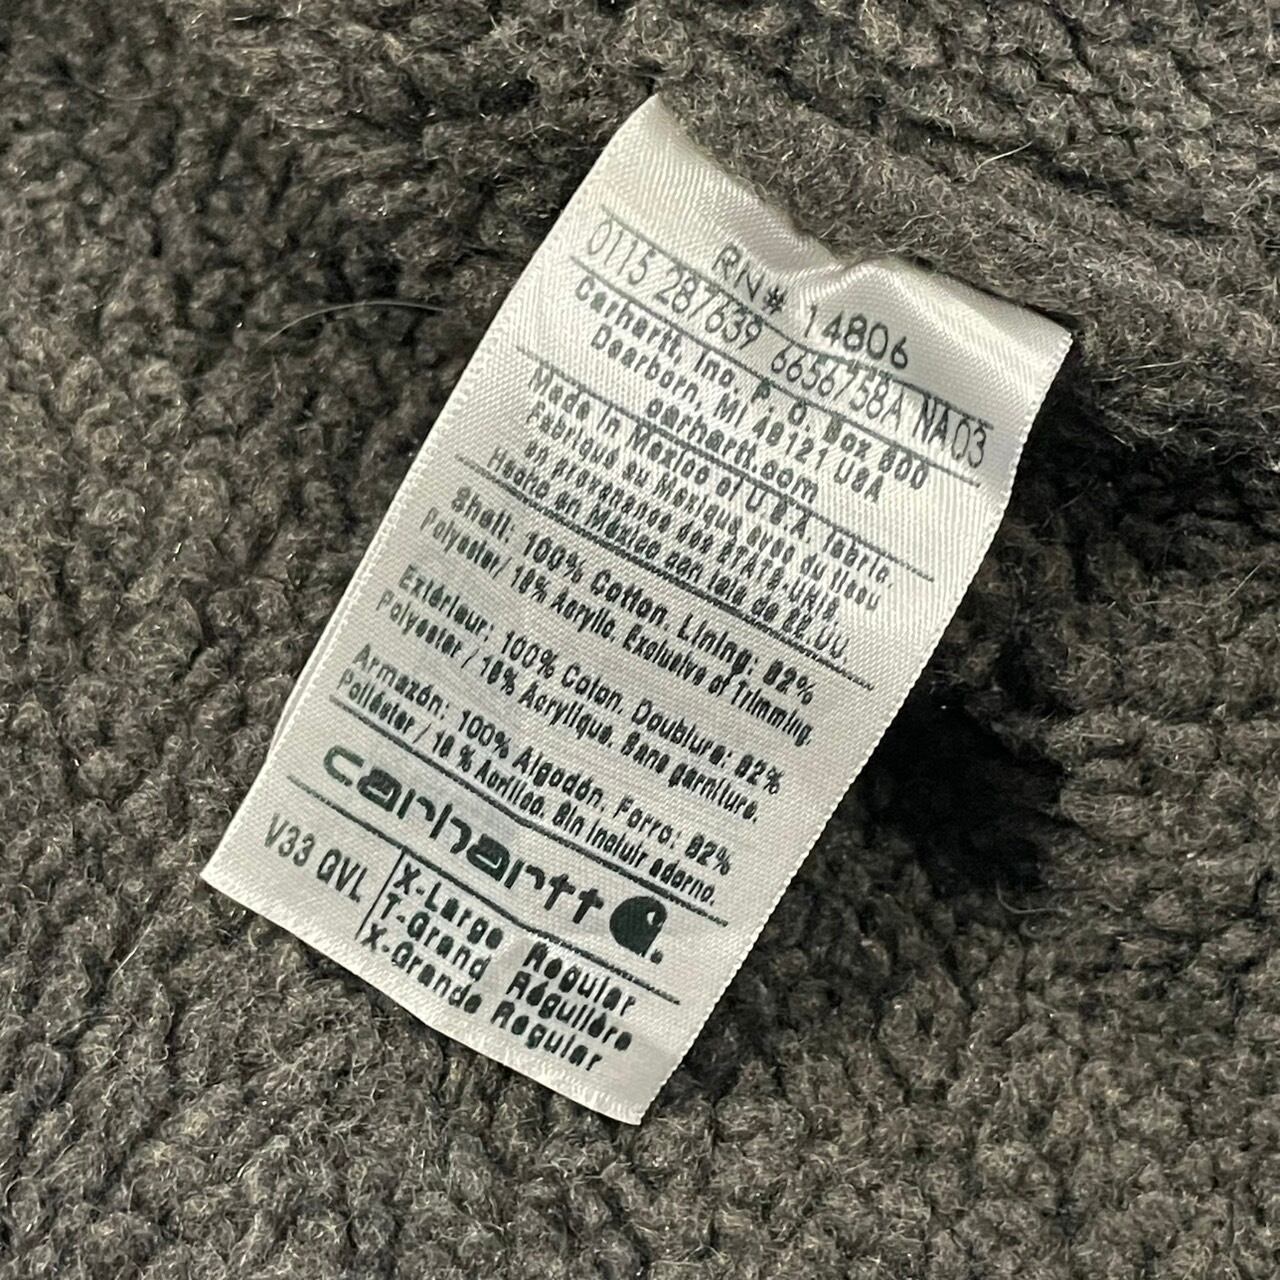 RN# 14806
0115 287639 6656758A NA03
Carhartt, Inc, P. O. Box 600
Dearborn, MI 48121 USA
carhartt.com
Made in Mexico of U.S.A. fabric.
Fabriqué au Mexique avec du tissu
en provenance des ETATS-UNIS.
Hecho en México con tela de EE.UU.
Shell: 100% Cotton. Lining: 82%
Polyester/ 18% Acrylic. Exclusive of Trimming.
Extérieur: 100% Coton. Doublure: 82%
Polyester / 18% Acrylique. Sans garniture.
Armazón: 100% Algodón. Forro: 82%
Poliéster / 18 % Acrílico. Sin incluir adorno.
carhartt
V33 QVL
X-Large Regular
T-Grand Régulière
X-Grande Regular